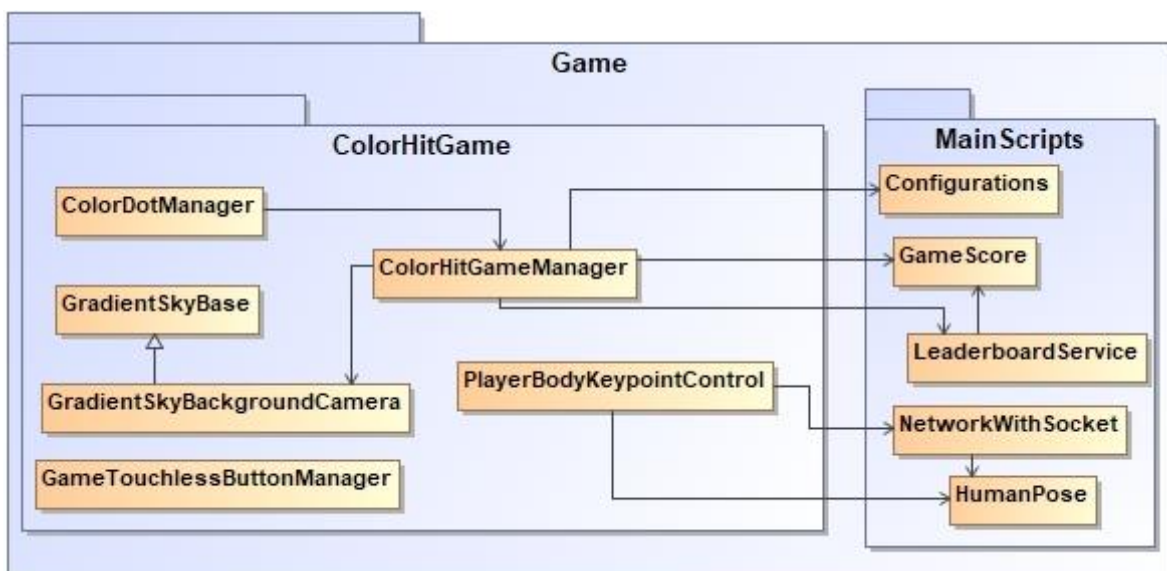 Game
ColorHitGame
MainScripts
ColorDotManager
Configurations
ColorHitGameManager
GameScore
GradientSkyBase
LeaderboardService
PlayerBodyKeypointControl
GradientSkyBackgroundCamera
NetworkWithSocket
GameTouchlessButtonManager
HumanPose